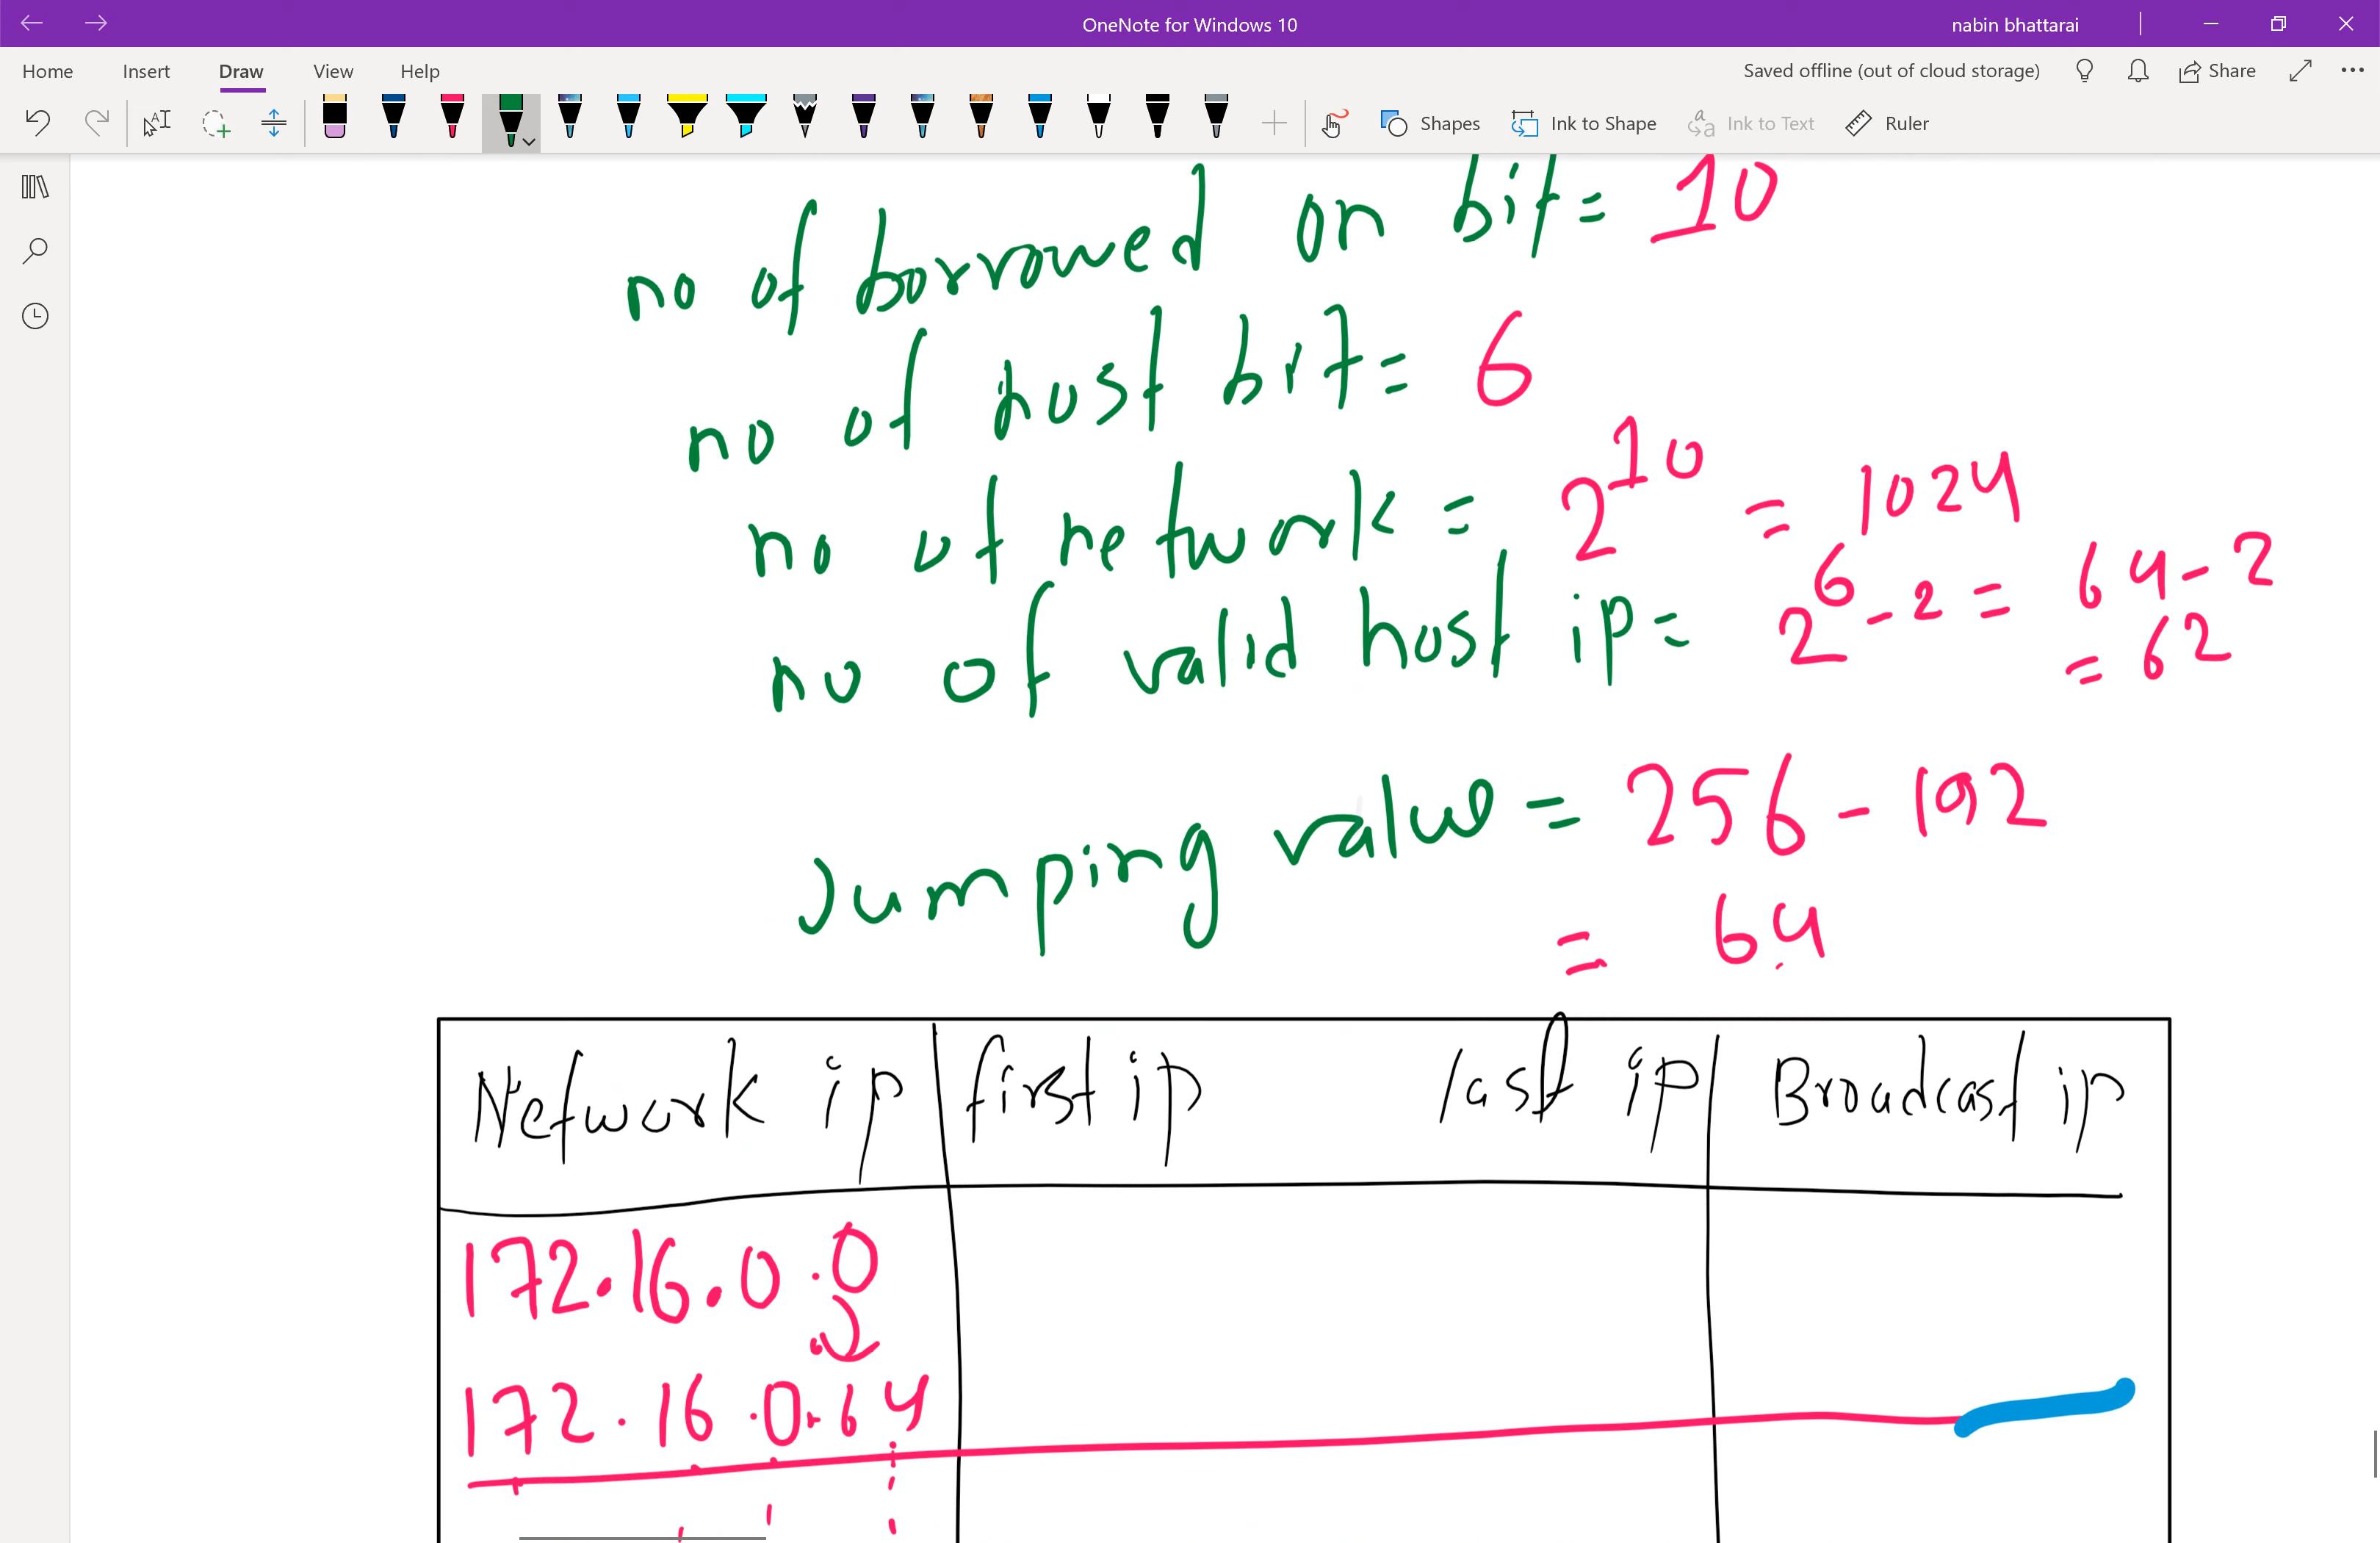 OneNote for Windows 10
nabin bhattarai
Home Insert Draw View Help
Saved offline (out of cloud storage)
Share
Shapes Ink to Shape Ink to Text Ruler
no of borrowed on bit = 10
no of host bit = 6
no of network = 2^10 = 1024
no of valid host ip = 2^6 - 2 = 64 - 2
= 62
Jumping value = 256 - 192
= 64
Network ip first ip last ip Broadcast ip
172.16.0.0
172.16.0.64